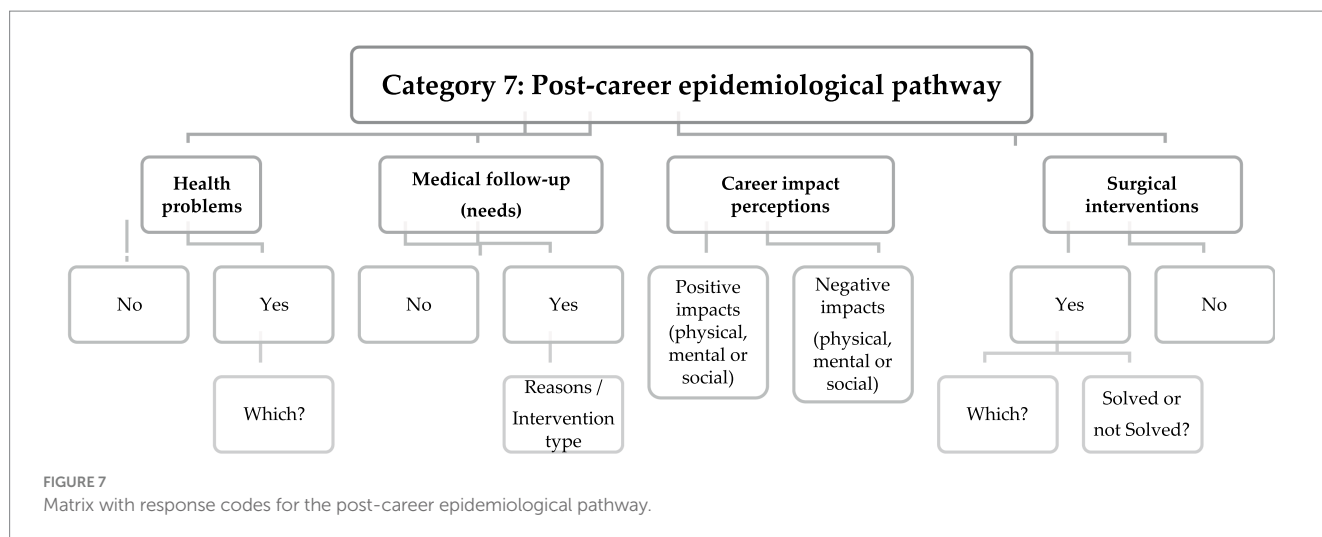 Category 7: Post-career epidemiological pathway
Health
problems
Medical follow-up
(needs)
Career impact
perceptions
Surgical
interventions
No
Yes
No
Yes
Positive
impacts
(physical,
mental or
social)
Negative
impacts
(physical,
mental or
social)
Yes
No
Which?
Reasons /
Intervention
type
Which?
Solved or
not Solved?
FIGURE 7
Matrix with response codes for the post-career epidemiological pathway.